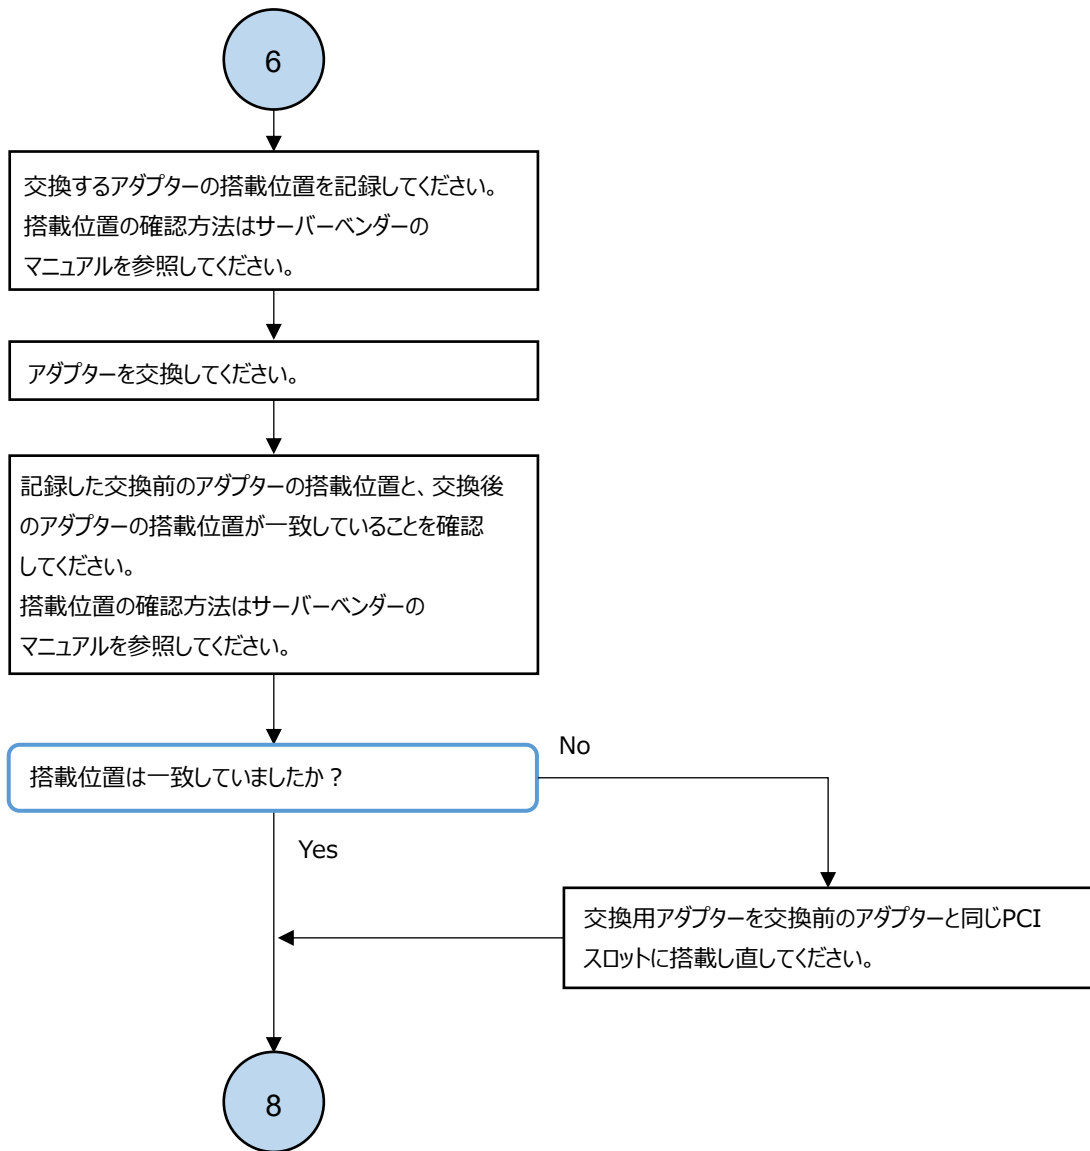 6
交換するアダプターの搭載位置を記録してください。
搭載位置の確認方法はサーバーベンダーの
マニュアルを参照してください。
アダプターを交換してください。
記録した交換前のアダプターの搭載位置と、交換後
のアダプターの搭載位置が一致していることを確認
してください。
搭載位置の確認方法はサーバーベンダーの
マニュアルを参照してください。
搭載位置は一致していましたか？
No
Yes
交換用アダプターを交換前のアダプターと同じPCI
スロットに搭載し直してください。
8